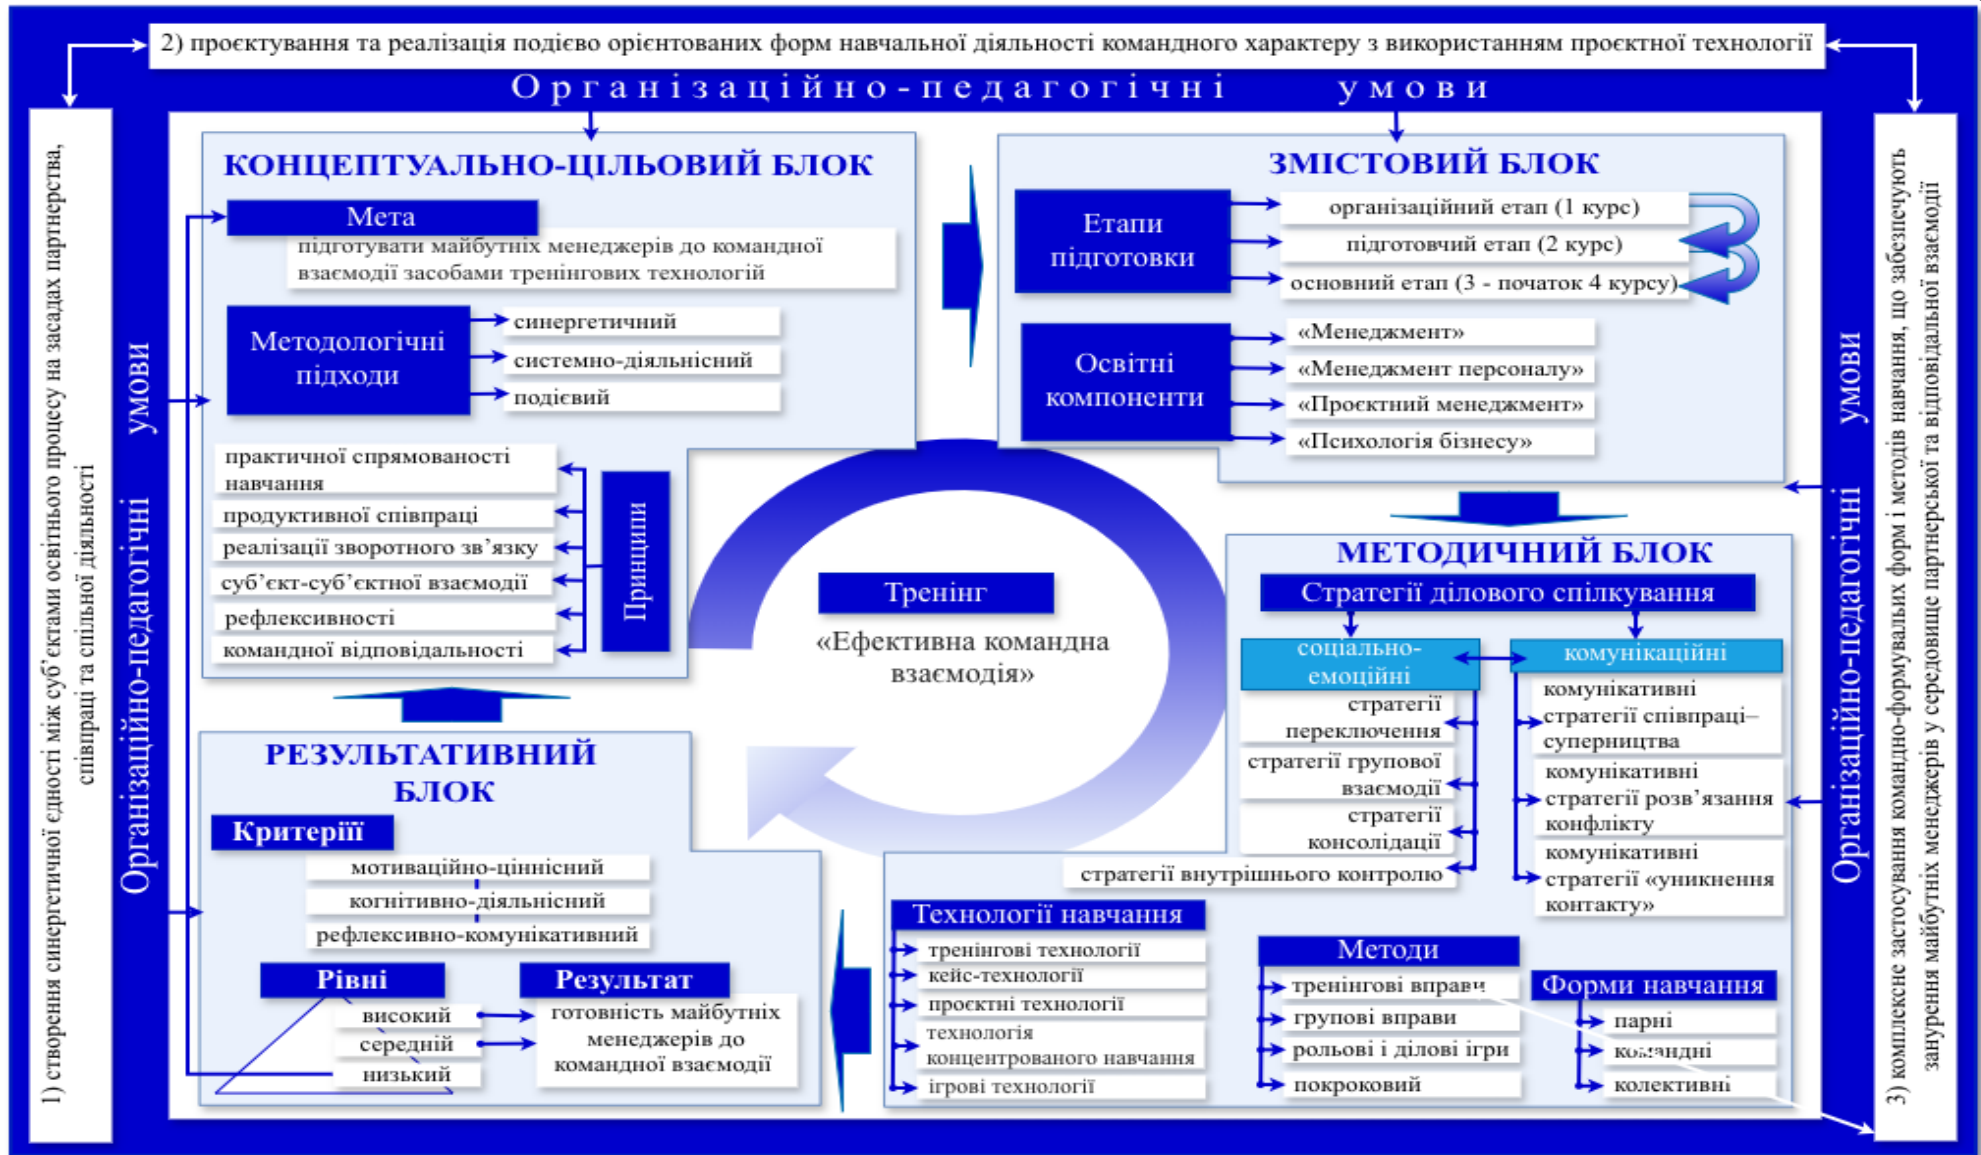 2) проєктування та реалізація подієво орієнтованих форм навчальної діяльності командного характеру з використанням проєктної технології
Організаційно-педагогічні умови
1) створення синергетичної єдності між суб’єктами освітнього процесу на засадах партнерства,
співпраці та спільної діяльності
Організаційно-педагогічні умови
КОНЦЕПТУАЛЬНО-ЦІЛЬОВИЙ БЛОК
Мета
підготувати майбутніх менеджерів до командної
взаємодії засобами тренінгових технологій
Методологічні
підходи
синергетичний
системно-діяльнісний
подієвий
практичної спрямованості
навчання
продуктивної співпраці
реалізації зворотного зв’язку
суб’єкт-суб’єктної взаємодії
рефлексивності
командної відповідальності
Принципи
ЗМІСТОВИЙ БЛОК
Етапи
підготовки
організаційний етап (1 курс)
підготовчий етап (2 курс)
основний етап (3 - початок 4 курсу)
Освітні
компоненти
«Менеджмент»
«Менеджмент персоналу»
«Проєктний менеджмент»
«Психологія бізнесу»
Тренінг
«Ефективна командна
взаємодія»
МЕТОДИЧНИЙ БЛОК
Стратегії ділового спілкування
соціально-
емоційні
комунікаційні
стратегії
переключення
стратегії групової
взаємодії
стратегії
консолідації
стратегії внутрішнього контролю
комунікативні
стратегії співпраці–
суперництва
комунікативні
стратегії розв’язання
конфлікту
комунікативні
стратегії «уникнення
контакту»
Технології навчання
тренінгові технології
кейс-технології
проєктні технології
технологія
концентрованого навчання
ігрові технології
Методи
тренінгові вправи
групові вправи
рольові і ділові ігри
покроковий
Форми навчання
парні
командні
колективні
РЕЗУЛЬТАТИВНИЙ
БЛОК
Критеріїї
мотиваційно-ціннісний
когнітивно-діяльнісний
рефлексивно-комунікативний
Рівні
високий
середній
низький
Результат
готовність майбутніх
менеджерів до
командної взаємодії
Організаційно-педагогічні умови
3) комплексне застосування командно-формувальих форм і методів навчання, що забезпечують
занурення майбутніх менеджерів у середовище партнерської та відповідальної взаємодії